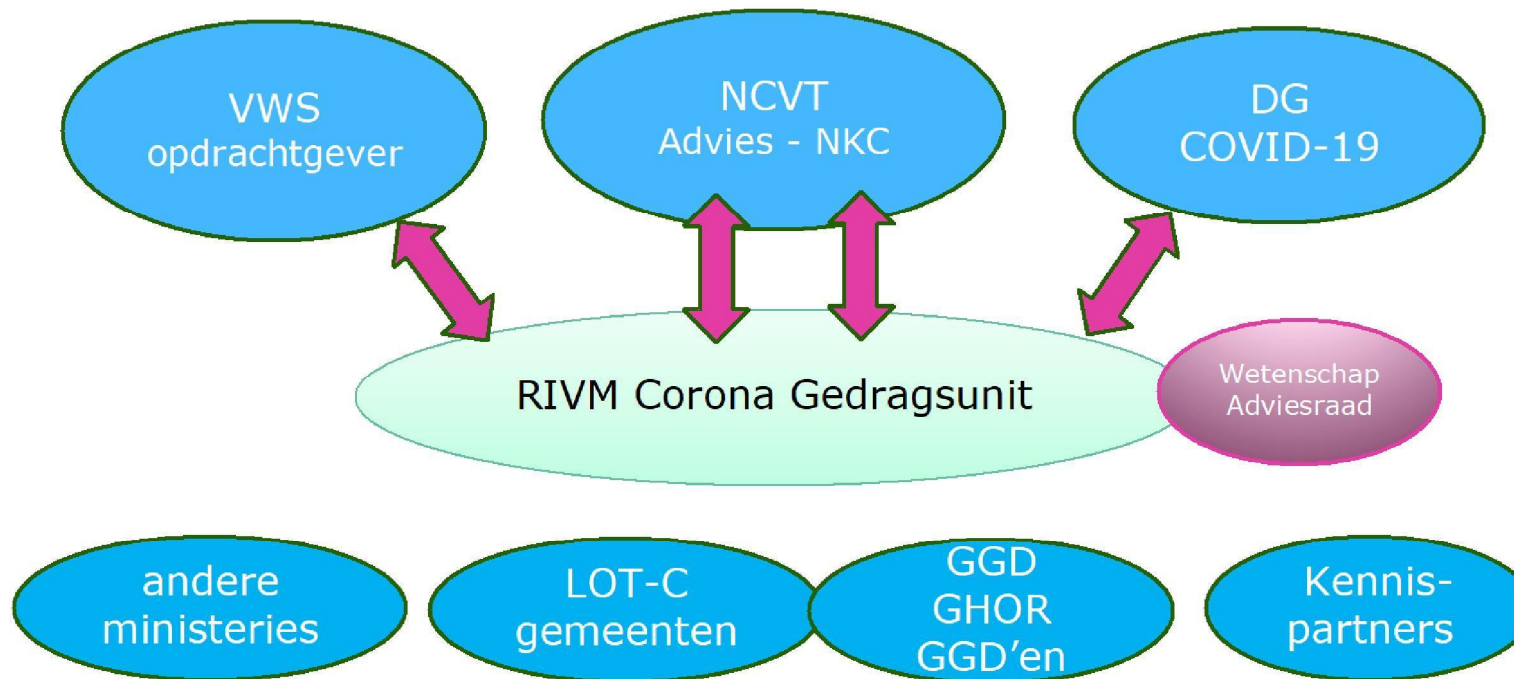 VWS
opdrachtgever
NCVT
Advies - NKC
DG
COVID-19
RIVM Corona Gedragsunit
Wetenschap
Adviesraad
andere
ministeries
LOT-C
gemeenten
GGD
GHOR
GGD’en
Kennis-
partners